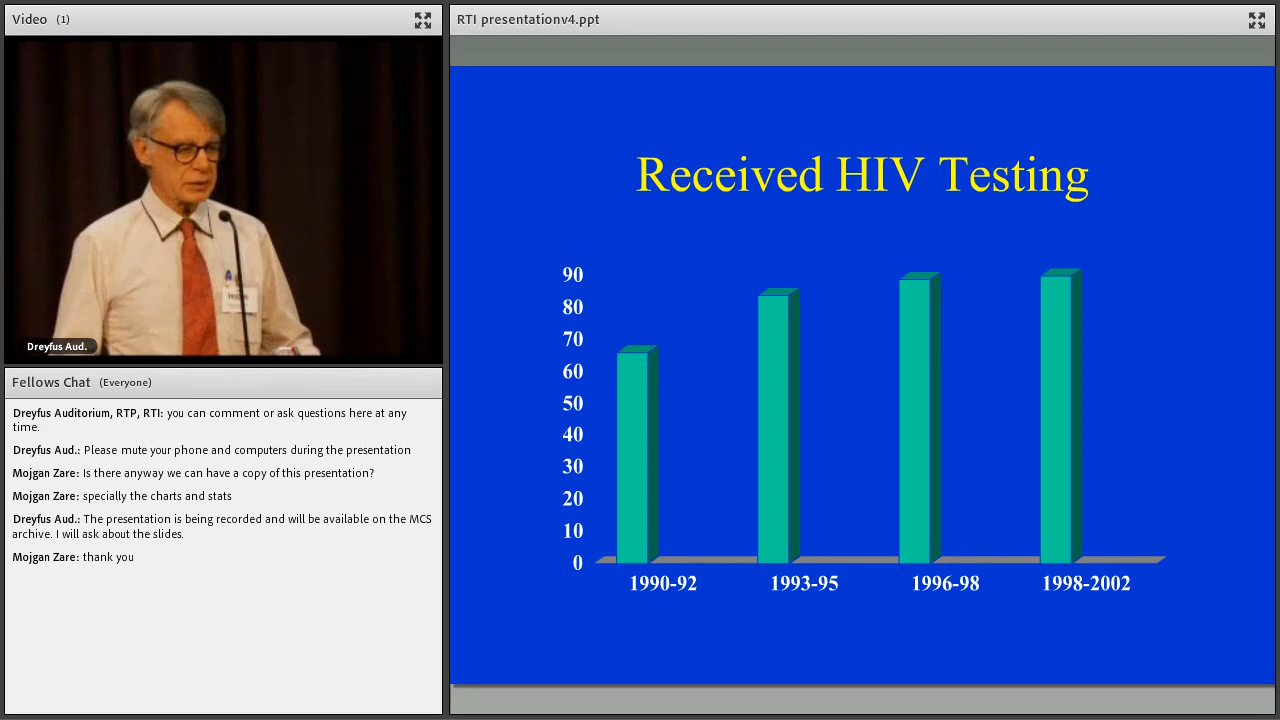 Video (1)
Dreyfus Aud.
Fellows Chat (Everyone)
Dreyfus Auditorium, RTP, RTI: you can comment or ask questions here at any
time.
Dreyfus Aud.: Please mute your phone and computers during the presentation
Mojgan Zare: Is there anyway we can have a copy of this presentation?
Mojgan Zare: specially the charts and stats
Dreyfus Aud.: The presentation is being recorded and will be available on the MCS
archive. I will ask about the slides.
Mojgan Zare: thank you
RTI presentationv4.ppt
Received HIV Testing
90
80
70
60
50
40
30
20
10
0
1990-92 1993-95 1996-98 1998-2002